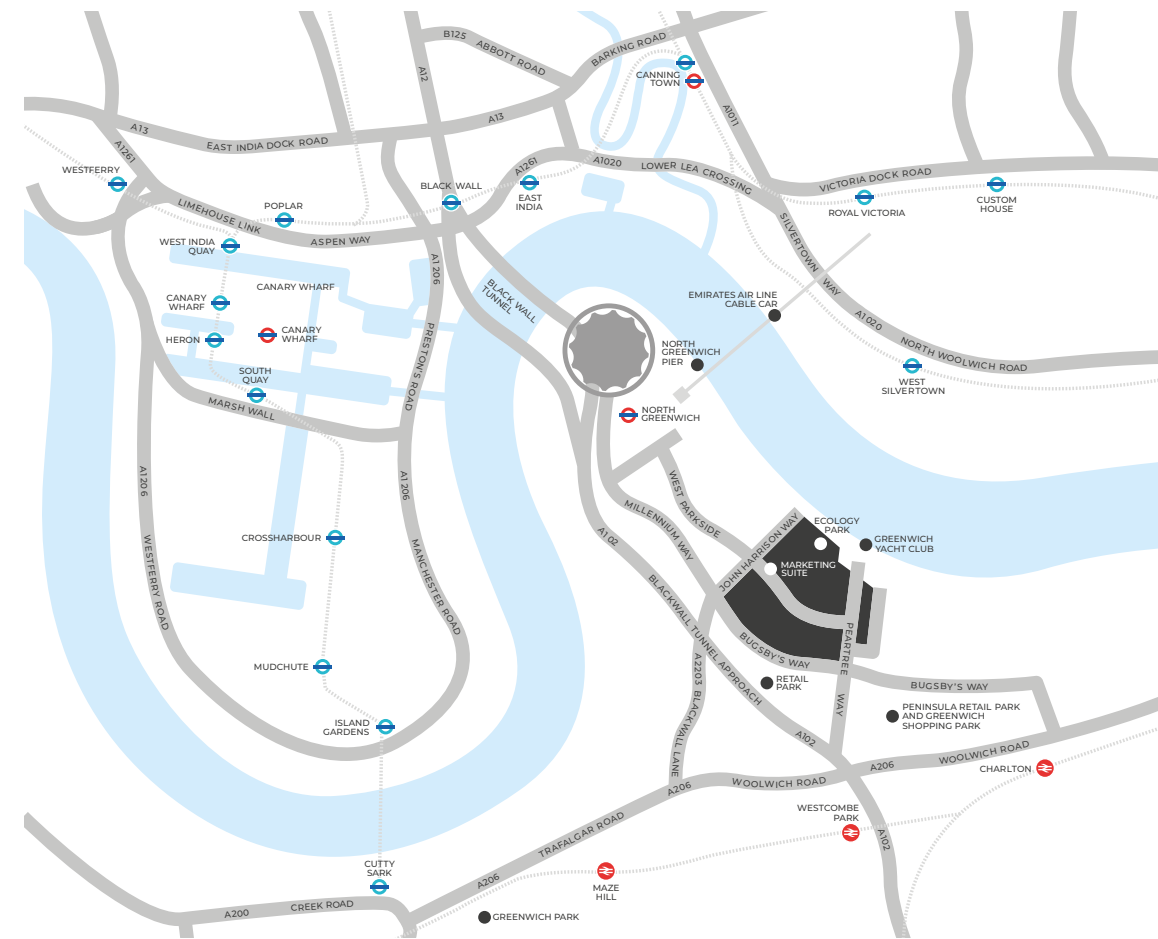 B125
ABBOTT ROAD
BARKING ROAD
A12
CANNING
TOWN
A13
EAST INDIA DOCK ROAD
A13
A1011
A1261
WESTFERRY
A1261
A1020
LOWER LEA CROSSING
VICTORIA DOCK ROAD
BLACK WALL
EAST
INDIA
ROYAL VICTORIA
CUSTOM
HOUSE
POPLAR
LIMEHOUSE LINK
ASPEN WAY
WEST INDIA
QUAY
SILVERTOWN WAY
A1206
CANARY WHARF
BLACK WALL
TUNNEL
EMIRATES AIR LINE
CABLE CAR
CANARY
WHARF
A1020
NORTH WOOLWICH ROAD
HERON
CANARY
WHARF
PRESTON'S ROAD
NORTH
GREENWICH
PIER
SOUTH
QUAY
WEST
SILVERTOWN
MARSH WALL
NORTH
GREENWICH
A1206
A1206
WEST PARKSIDE
MILLENNIUM WAY
A102
JOHN HARRISON WAY
ECOLOGY
PARK
CROSSHARBOUR
GREENWICH
YACHT CLUB
MARKETING
SUITE
WESTFERRY ROAD
MANCHESTER ROAD
BLACKWALL TUNNEL APPROACH
BUGSBY'S WAY
PEARTREE WAY
MUDCHUTE
A2203 BLACKWALL LANE
RETAIL
PARK
BUGSBY'S WAY
ISLAND
GARDENS
PENINSULA RETAIL PARK
AND GREENWICH
SHOPPING PARK
A102
A206
WOOLWICH ROAD
CHARLTON
A206
WOOLWICH ROAD
WESTCOMBE
PARK
TRAFALGAR ROAD
A102
CUTTY
SARK
A206
MAZE
HILL
A200
CREEK ROAD
GREENWICH PARK